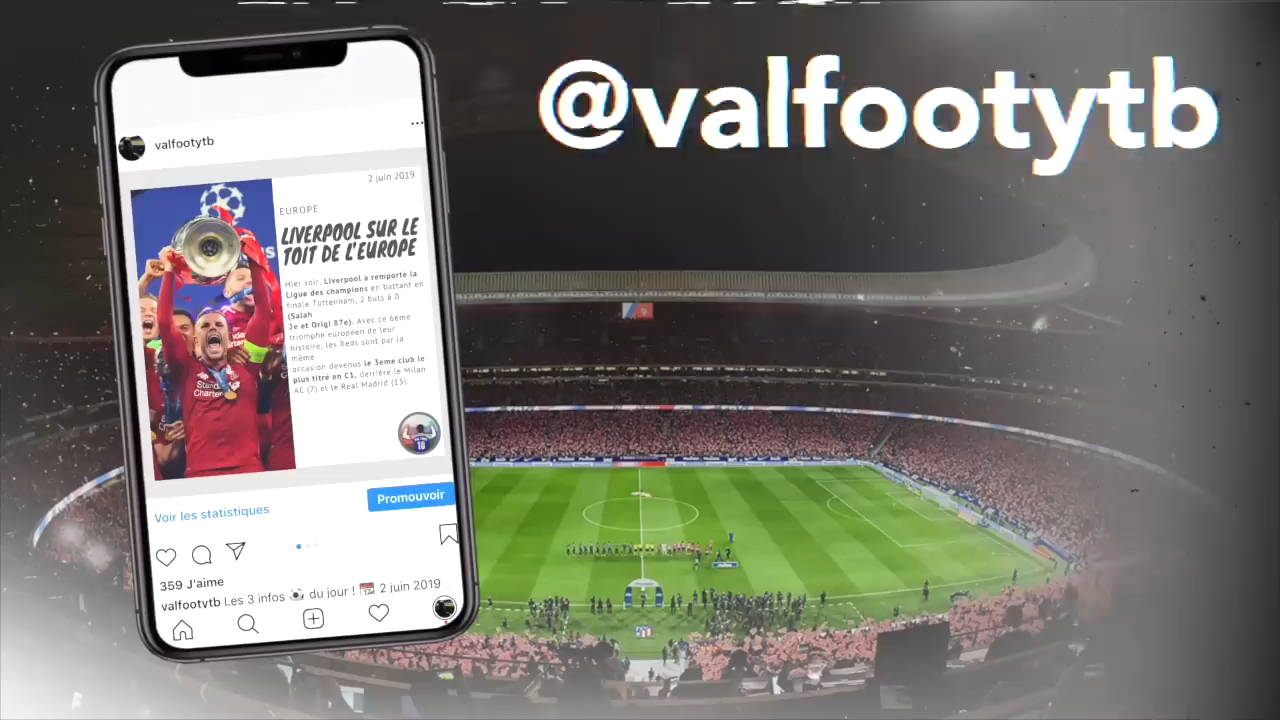 @valfootytb
valfootytb
2 juin 2019
EUROPE
LIVERPOOL SUR LE
TOIT DE L'EUROPE
Hier soir, Liverpool a remporté la
Ligue des champions en battant en
finale Tottenham, 2 buts à 0
(Salah
2e et Origi 87e). Avec ce 6ème
triomphe européen de leur
histoire, les Reds sont par la
même
occasion devenus le 3eme club le
plus titré en C1, derrière le Milan
AC (7) et le Real Madrid (13).
Standard
Chartered
18
Voir les statistiques
Promouvoir
359 J'aime
valfootytb Les 3 infos ⚽ du jour ! 📅 2 juin 2019